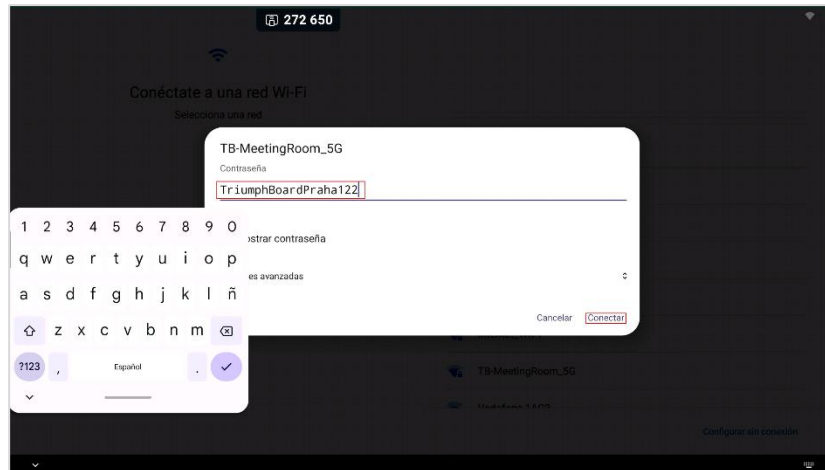 272 650
Conéctate a una red Wi-Fi
Selecciona una red
TB-MeetingRoom_5G
Contraseña
TriumphBoardPraha122
ostrar contraseña
es avanzadas
Cancelar Conectar
1 2 3 4 5 6 7 8 9 0
q w e r t y u i o p
a s d f g h j k l ñ
z x c v b n m
?123 , Español .
TB-MeetingRoom_5G
Configurar sin conexión